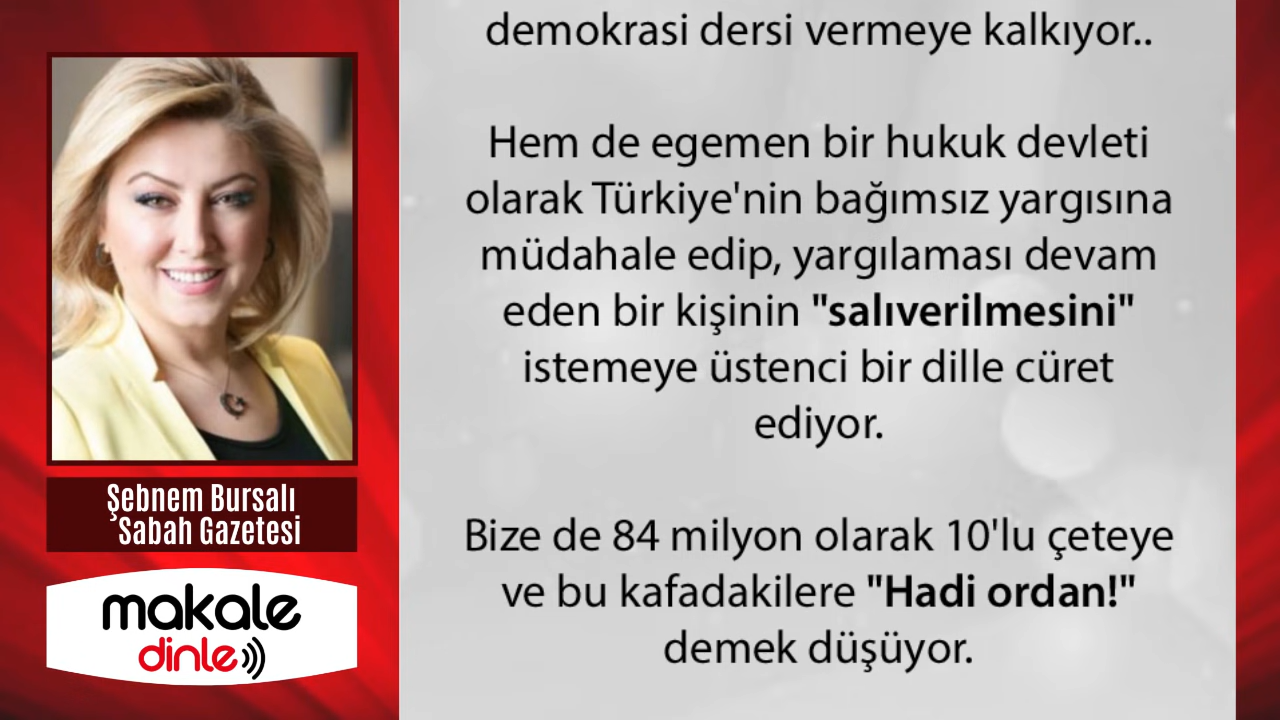 demokrasi dersi vermeye kalkıyor..
Hem de egemen bir hukuk devleti
olarak Türkiye'nin bağımsız yargısına
müdahale edip, yargılaması devam
eden bir kişinin "salıverilmesini"
istemeye üstenci bir dille cüret
ediyor.
Bize de 84 milyon olarak 10'lu çeteye
ve bu kafadakilere "Hadi ordan!"
demek düşüyor.
Şebnem Bursalı
Sabah Gazetesi
makale
dinle